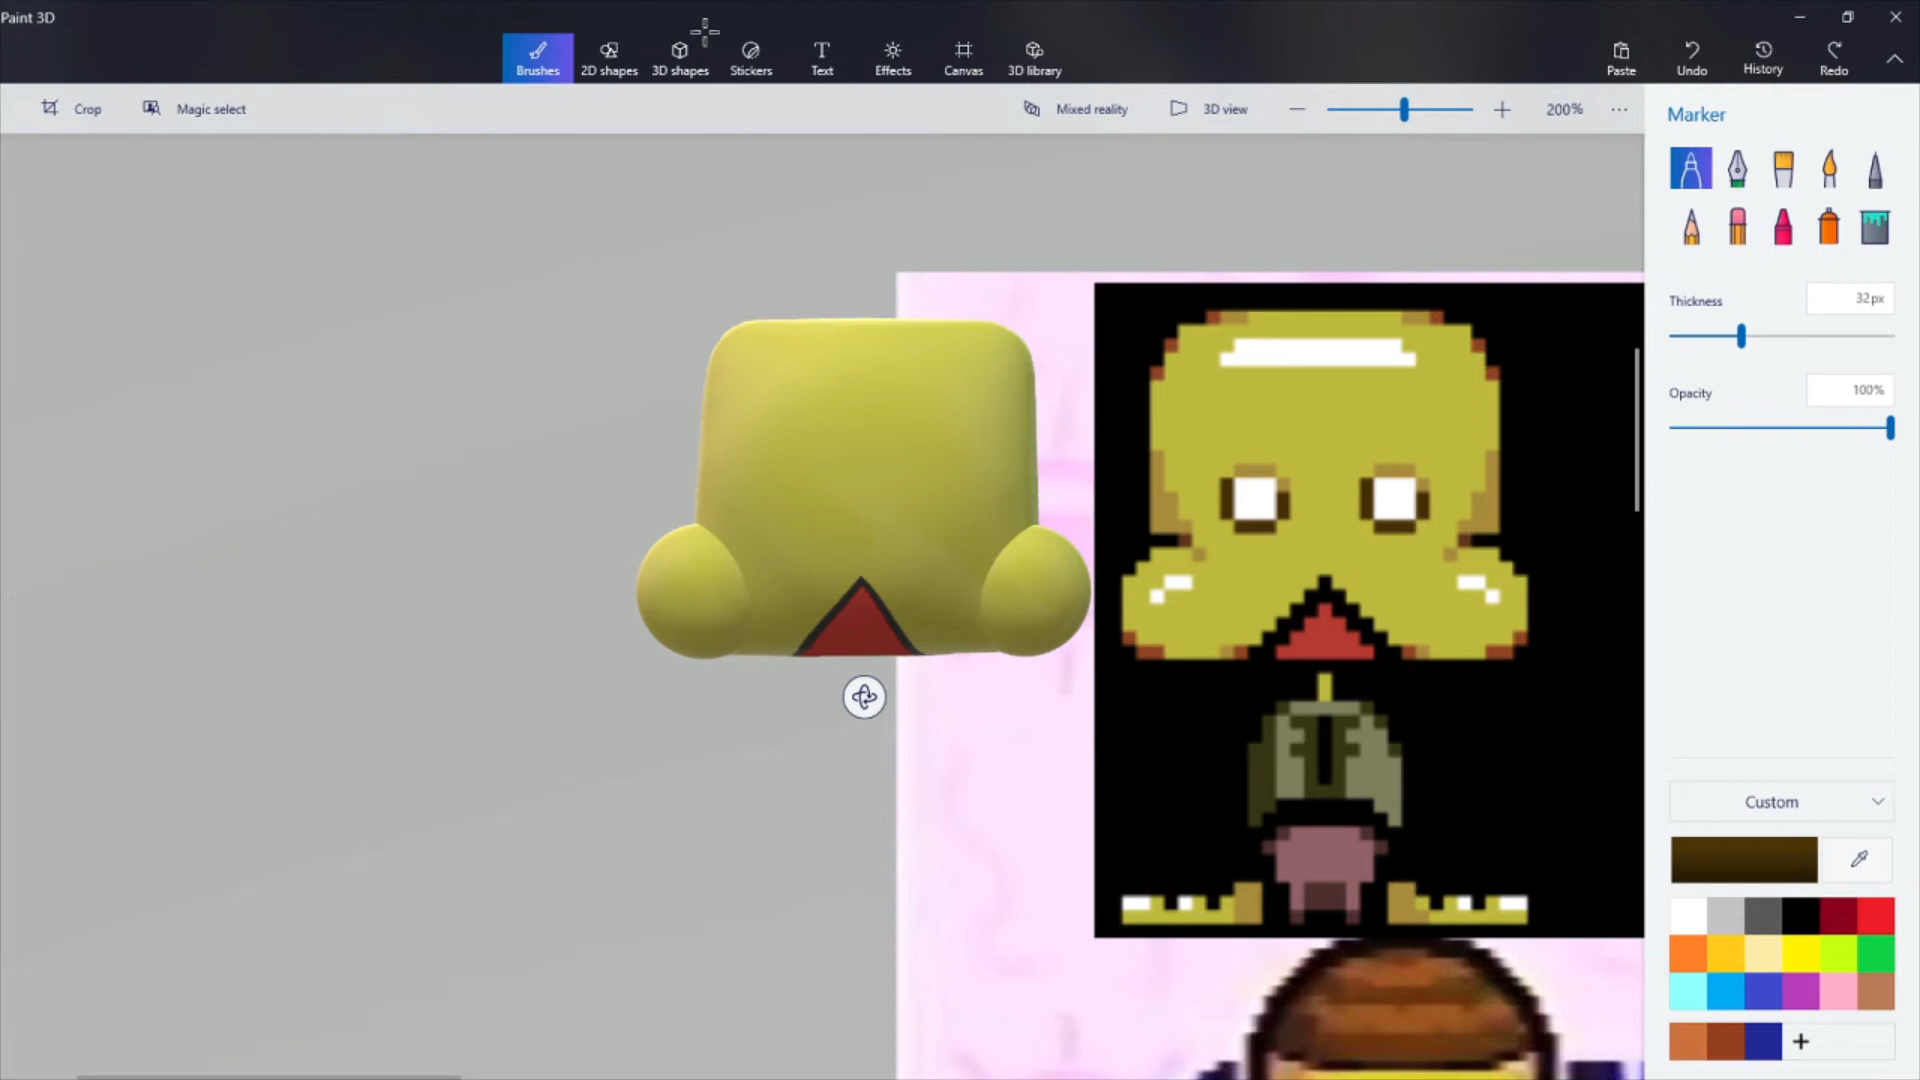 Paint 3D
Brushes
2D shapes
3D shapes
Stickers
Text
Effects
Canvas
3D library
Paste
Undo
History
Redo
Crop
Magic select
Mixed reality
3D view
200%
Marker
Thickness
32px
Opacity
100%
Custom